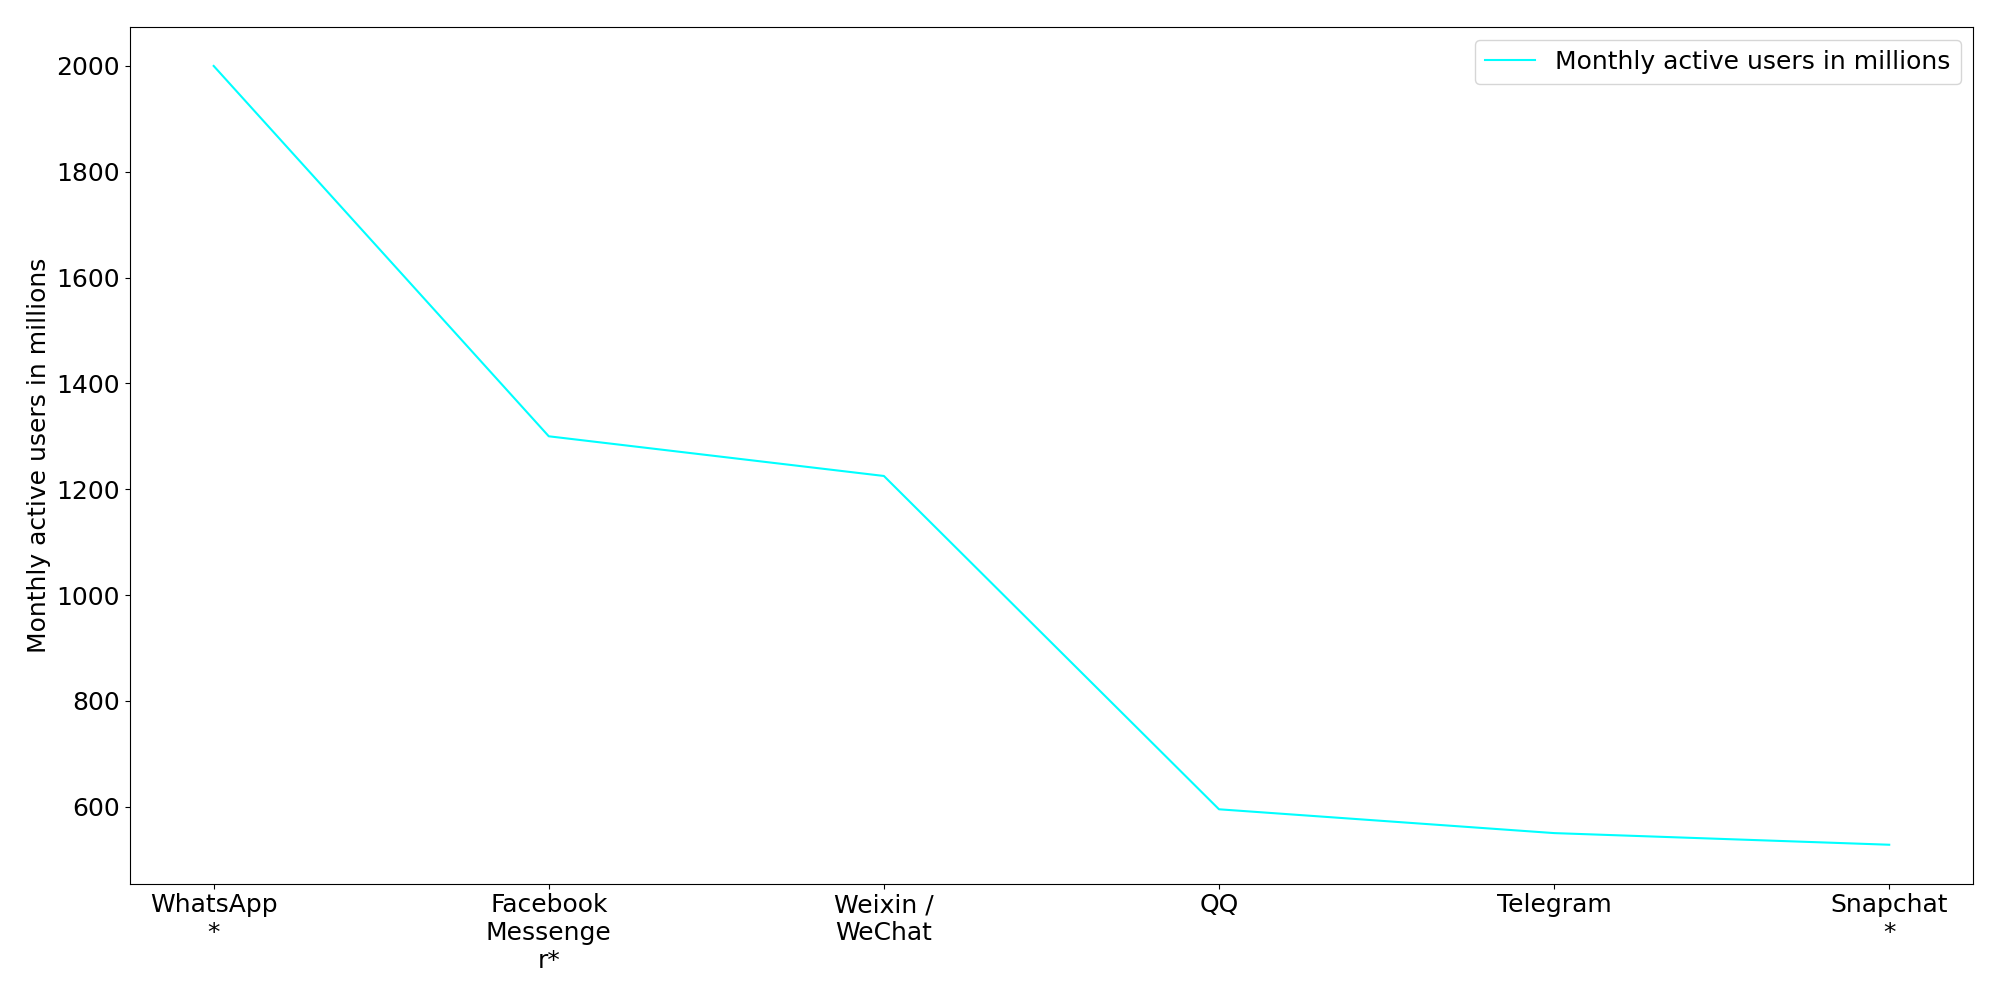 Monthly active users in millions
2000
1800
1600
1400
1200
1000
800
600
Monthly active users in millions
WhatsApp
*
Facebook
Messenge
r*
Weixin /
WeChat
QQ
Telegram
Snapchat
*